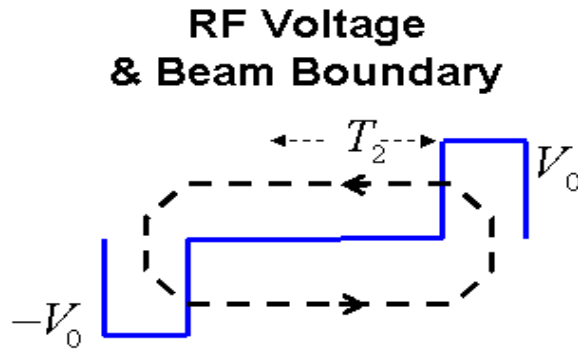 RF Voltage
& Beam Boundary
T₂
V₀
−V₀